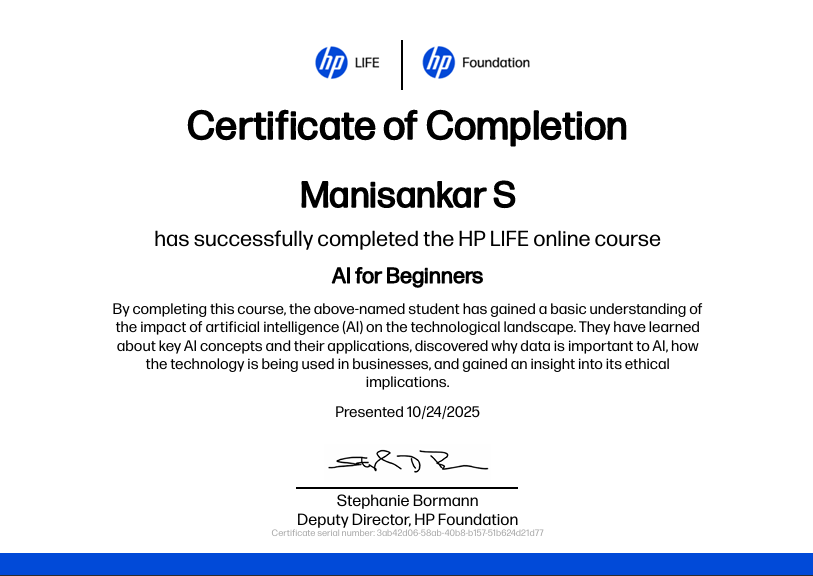 hp LIFE hp Foundation
Certificate of Completion
Manisankar S
has successfully completed the HP LIFE online course
AI for Beginners
By completing this course, the above-named student has gained a basic understanding of
the impact of artificial intelligence (AI) on the technological landscape. They have learned
about key AI concepts and their applications, discovered why data is important to AI, how
the technology is being used in businesses, and gained an insight into its ethical
implications.
Presented 10/24/2025
Stephanie Bormann
Deputy Director, HP Foundation
Certificate serial number: 3ab42d06-58ab-40b8-b157-51b624d21d77